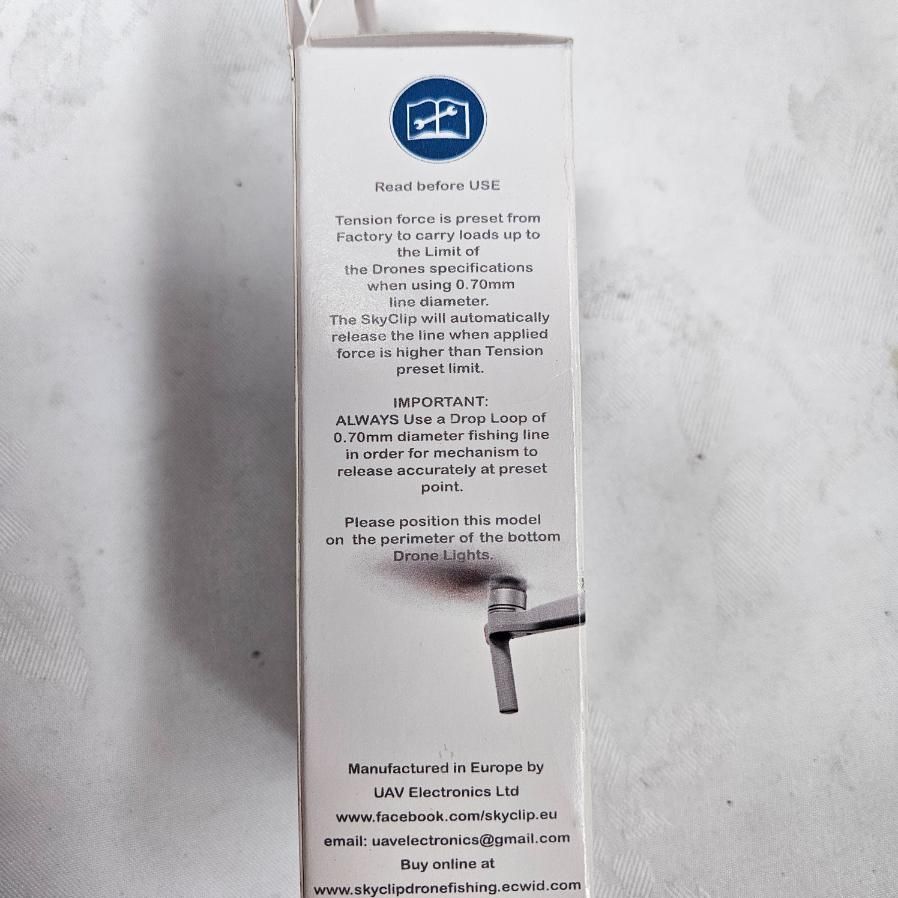 Read before USE
Tension force is preset from
Factory to carry loads up to
the Limit of
the Drones specifications
when using 0.70mm
line diameter.
The SkyClip will automatically
release the line when applied
force is higher than Tension
preset limit.
IMPORTANT:
ALWAYS Use a Drop Loop of
0.70mm diameter fishing line
in order for mechanism to
release accurately at preset
point.
Please position this model
on the perimeter of the bottom
Drone Lights.
Manufactured in Europe by
UAV Electronics Ltd
www.facebook.com/skyclip.eu
email: uavelectronics@gmail.com
Buy online at
www.skyclipdronefishing.ecwid.com